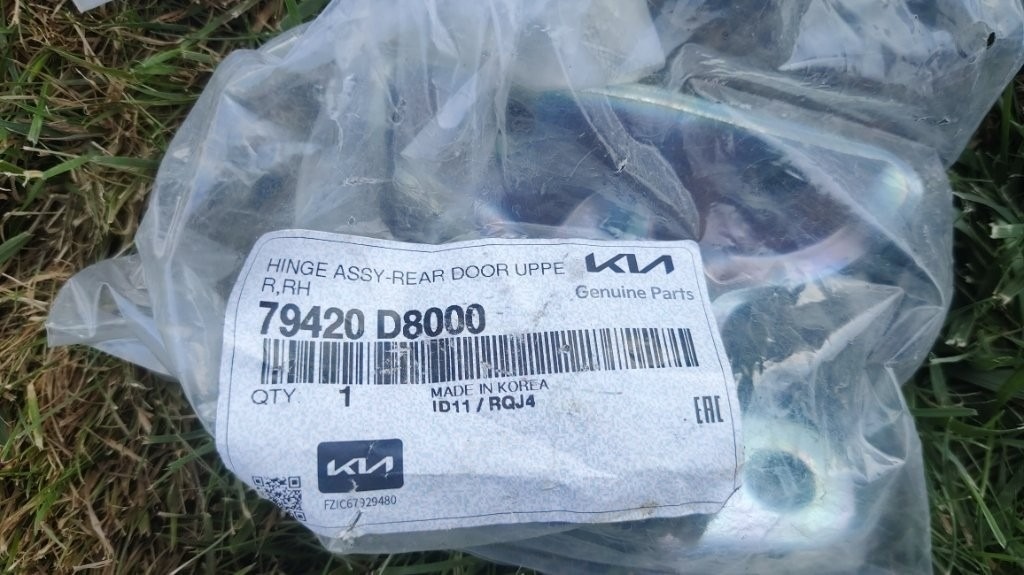 HINGE ASSY-REAR DOOR UPPE
R,RH
KIA
Genuine Parts
79420 D8000
QTY 1
MADE IN KOREA
ID11 / RQJ4
EAC
KIA
FZIC67929480